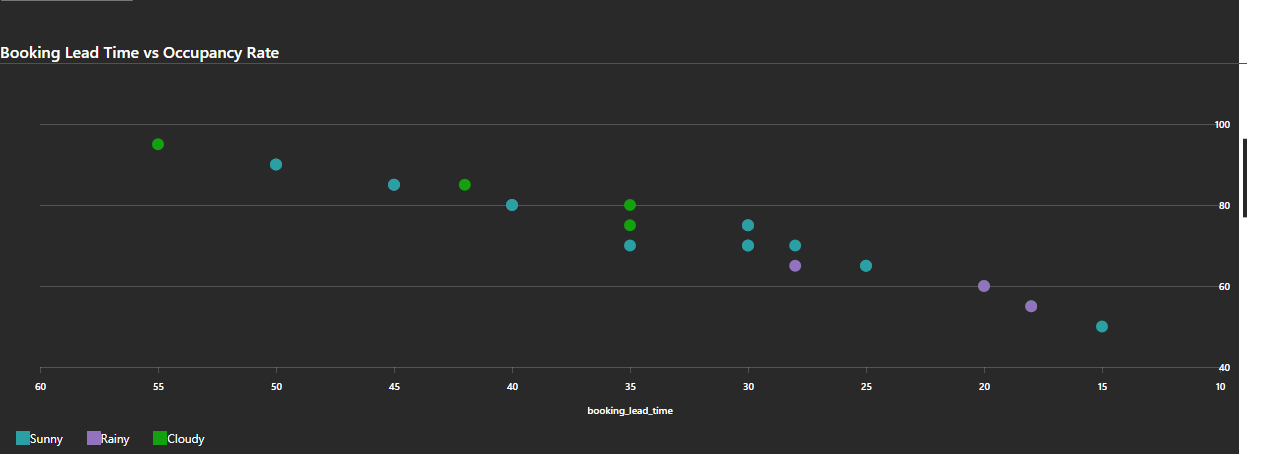 Booking Lead Time vs Occupancy Rate
100
80
60
40
60 55 50 45 40 35 30 25 20 15 10
booking_lead_time
Sunny Rainy Cloudy